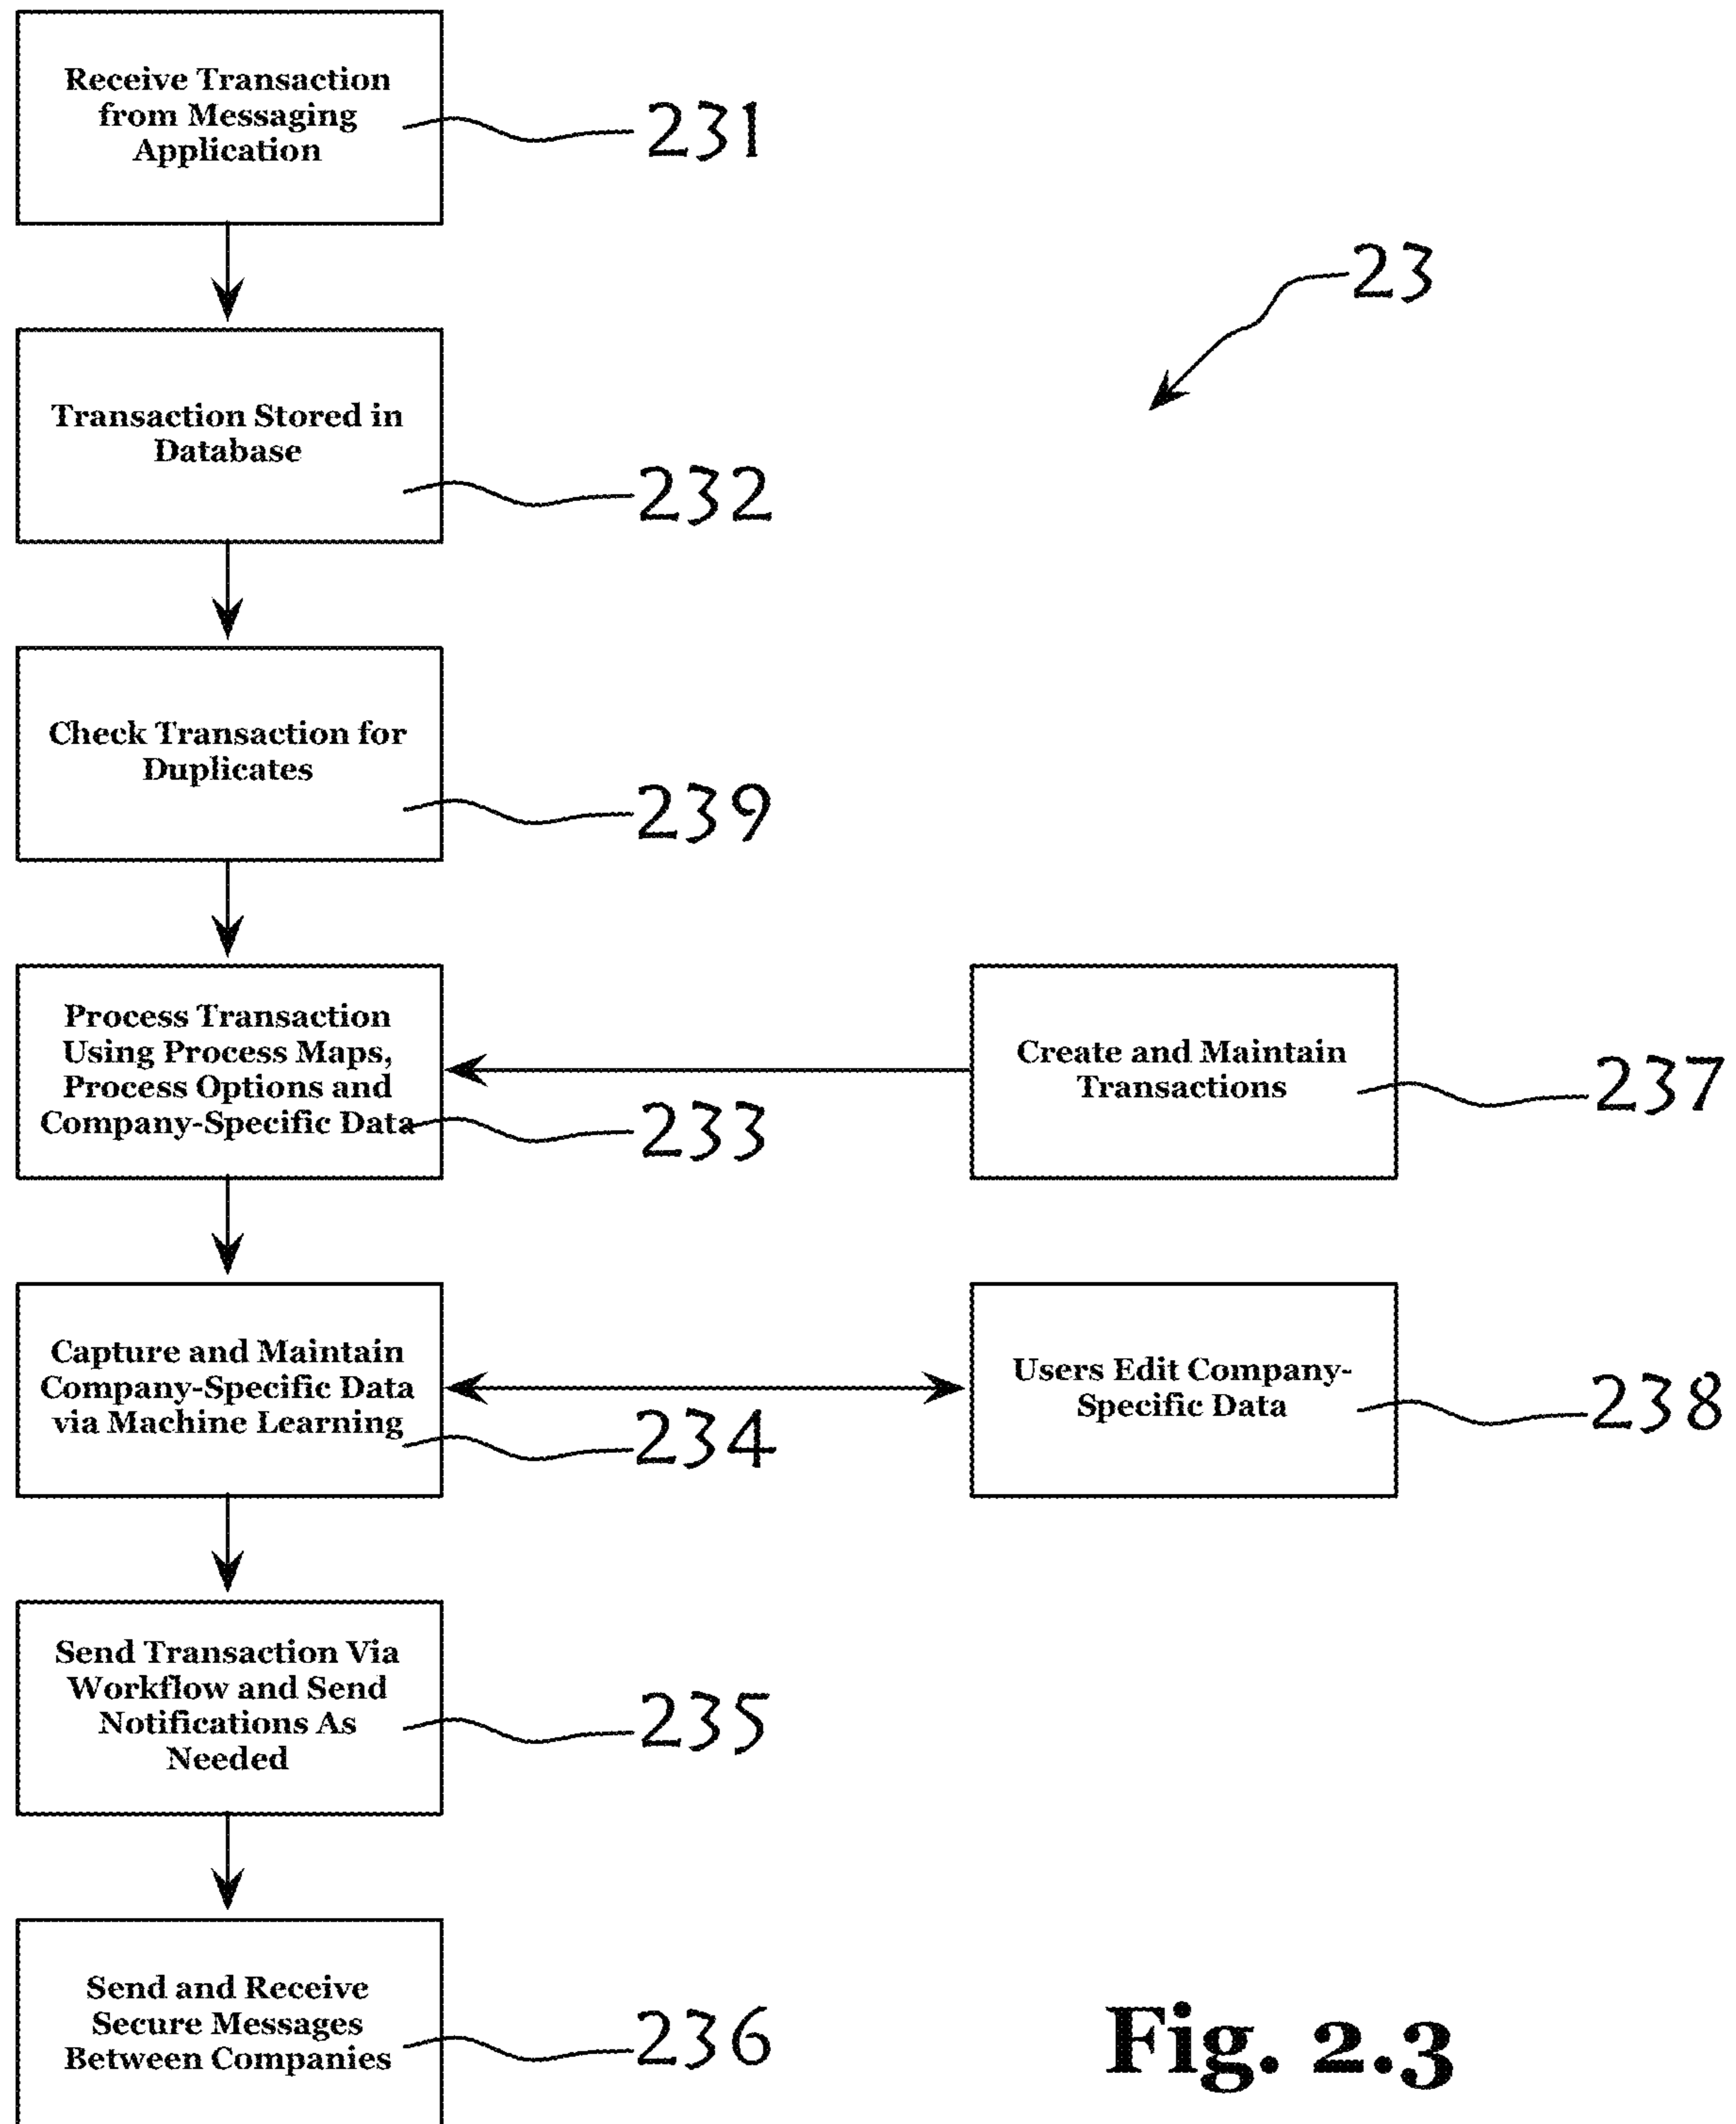 Receive Transaction
from Messaging
Application
231
23
Transaction Stored in
Database
232
Check Transaction for
Duplicates
239
Process Transaction
Using Process Maps,
Process Options and
Company-Specific Data
233
Create and Maintain
Transactions
237
Capture and Maintain
Company-Specific Data
via Machine Learning
234
Users Edit Company-
Specific Data
238
Send Transaction Via
Workflow and Send
Notifications As
Needed
235
Send and Receive
Secure Messages
Between Companies
236
Fig. 2.3